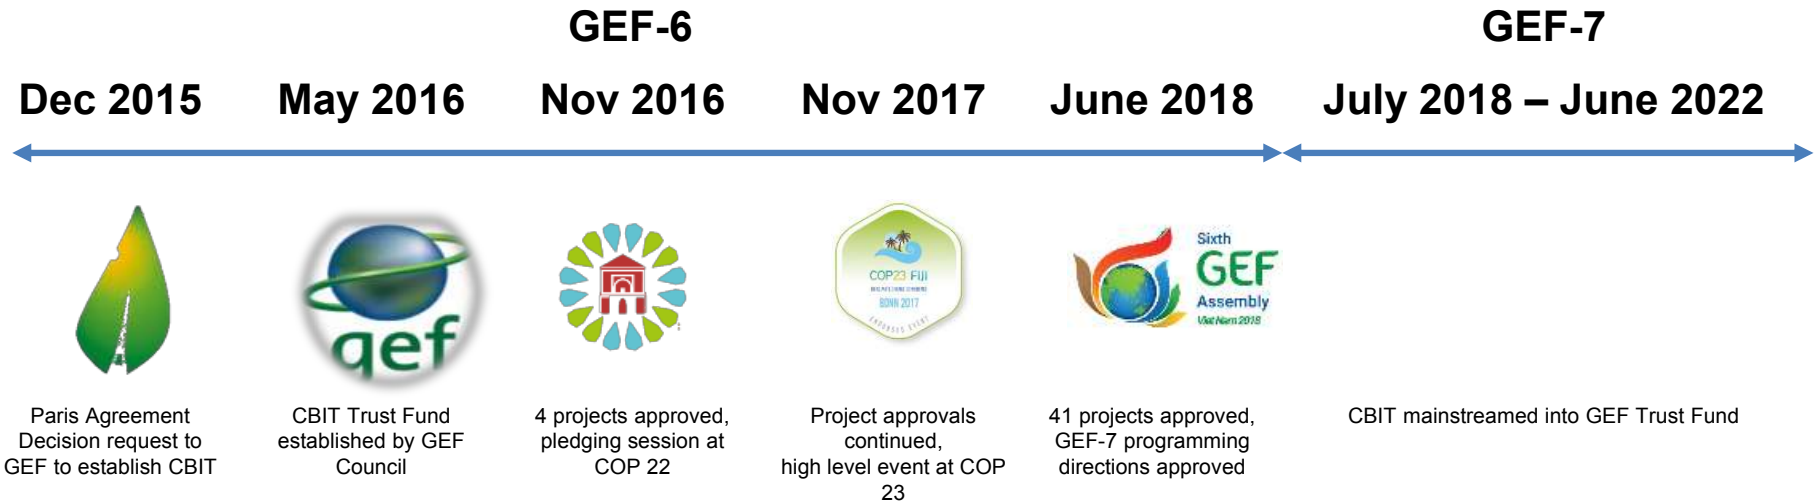 GEF-6
GEF-7
Dec 2015
May 2016
Nov 2016
Nov 2017
June 2018
July 2018 – June 2022
gef
COP23 FIJI
BONN 2017
Sixth
GEF
Assembly
Viet Nam 2018
Paris Agreement
Decision request to
GEF to establish CBIT
CBIT Trust Fund
established by GEF
Council
4 projects approved,
pledging session at
COP 22
Project approvals
continued,
high level event at COP
23
41 projects approved,
GEF-7 programming
directions approved
CBIT mainstreamed into GEF Trust Fund